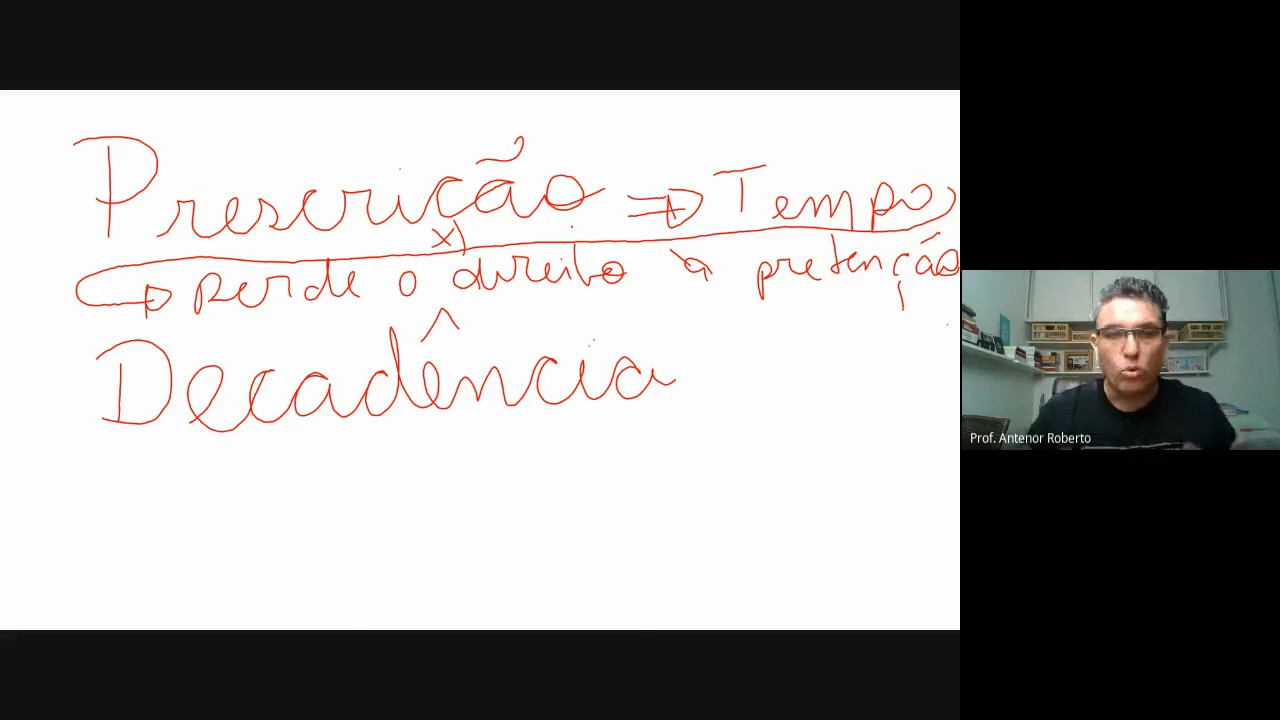 Prescrição => Tempo
perde o direito à pretenção
Decadência
Prof. Antenor Roberto